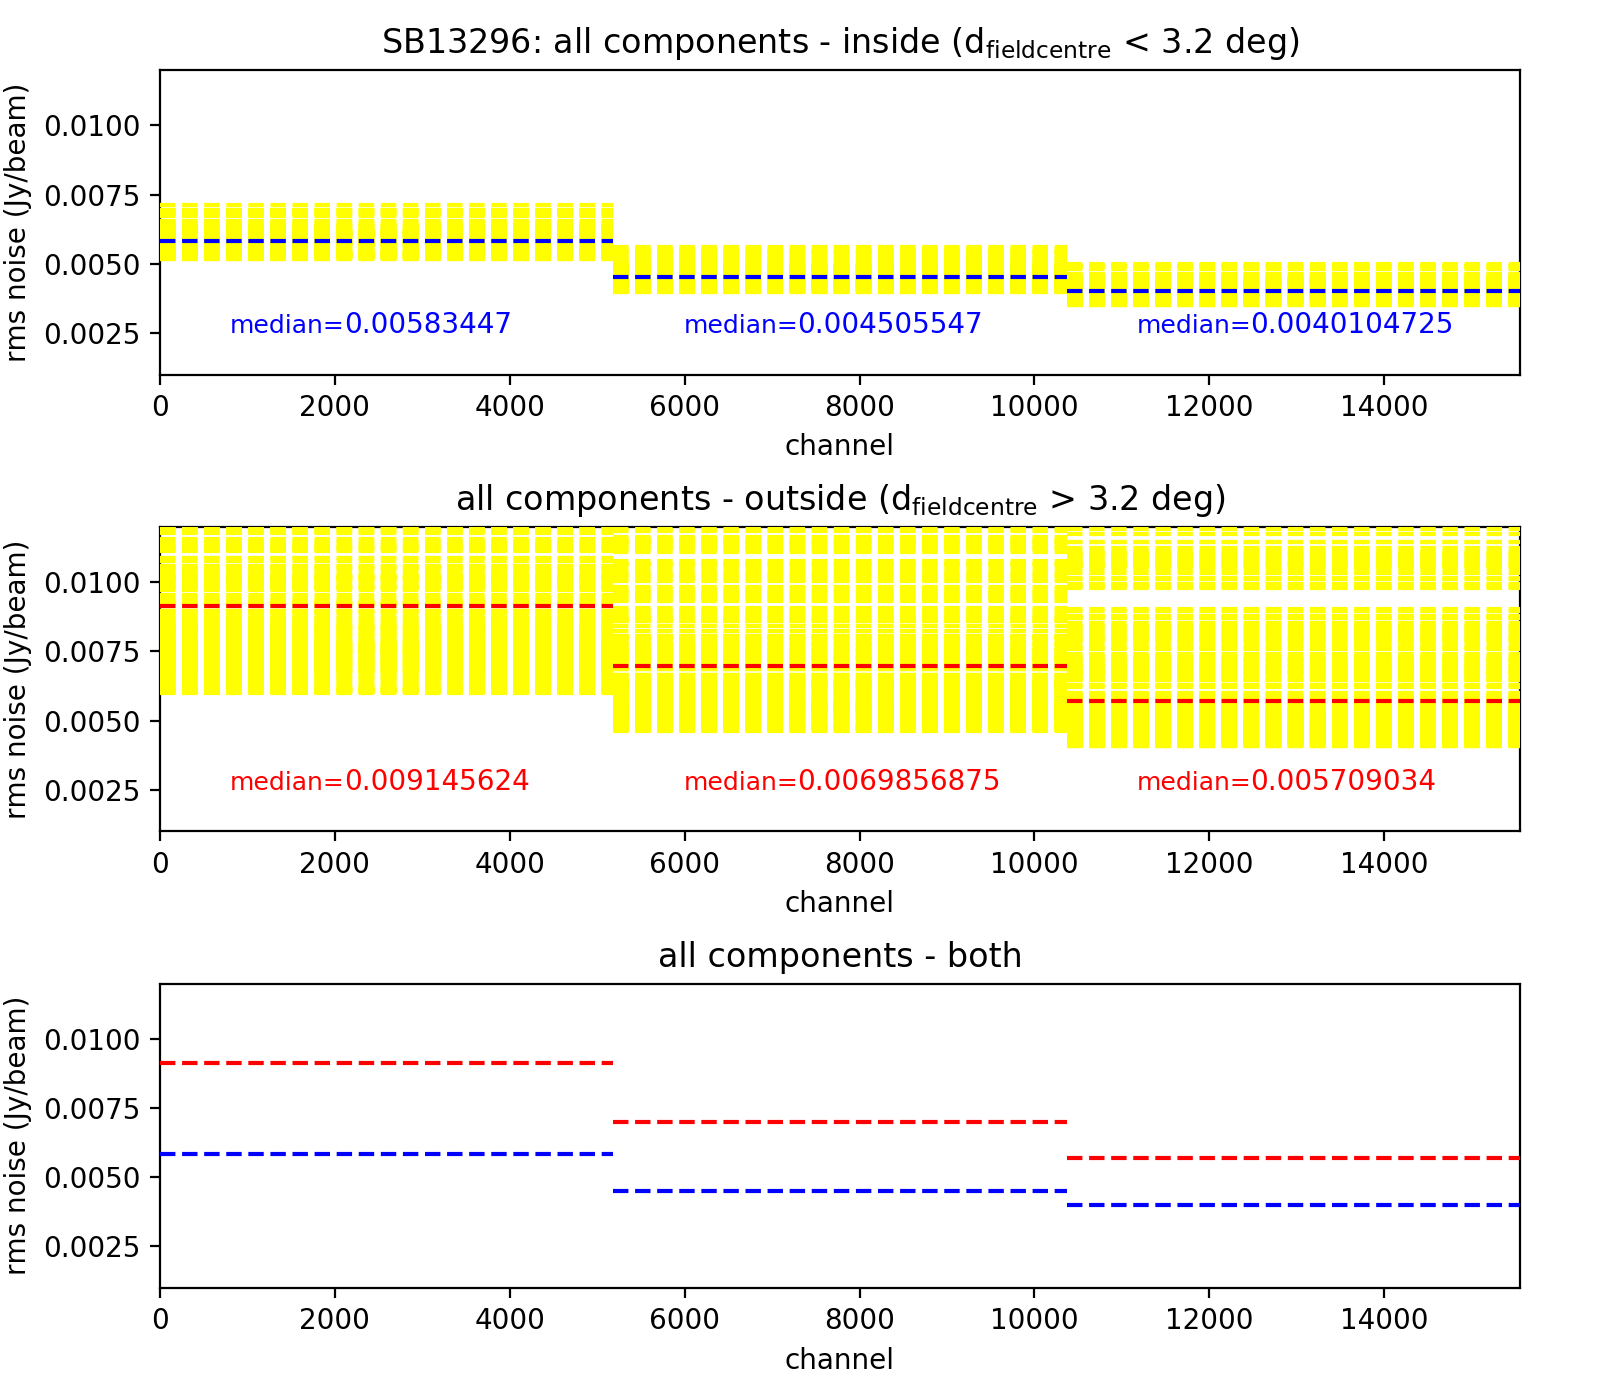 SB13296: all components - inside (dfieldcentre < 3.2 deg)
rms noise (Jy/beam)
0.0100
0.0075
0.0050
0.0025
median=0.00583447 median=0.004505547 median=0.0040104725
0 2000 4000 6000 8000 10000 12000 14000
channel
all components - outside (dfieldcentre > 3.2 deg)
rms noise (Jy/beam)
0.0100
0.0075
0.0050
0.0025
median=0.009145624 median=0.0069856875 median=0.005709034
0 2000 4000 6000 8000 10000 12000 14000
channel
all components - both
rms noise (Jy/beam)
0.0100
0.0075
0.0050
0.0025
0 2000 4000 6000 8000 10000 12000 14000
channel